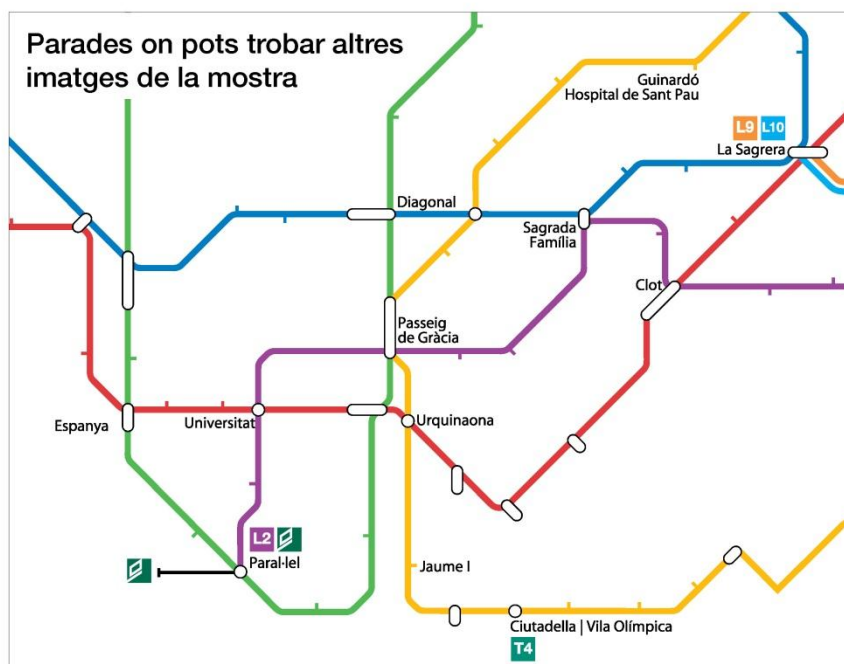 Parades on pots trobar altres
imatges de la mostra
Guinardó
Hospital de Sant Pau
L9 L10
La Sagrera
Diagonal
Sagrada
Família
Clot
Passeig
de Gràcia
Espanya
Universitat
Urquinaona
L2
Paral·lel
Jaume I
Ciutadella | Vila Olímpica
T4